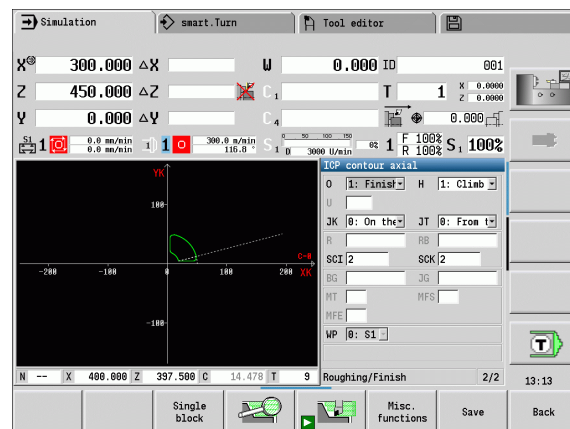 Simulation smart.Turn Tool editor
X 300.000 △X U 0.000 ID 001
Z 450.000 △Z C 1 T 1 X 0.0000 Z 0.0000
Y 0.000 △Y C 4 0.000
S1 1 0.0 mm/min 0.0 mm/min 1 300.0 m/min 116.8 ° S 1 0 50 100 150 D 3000 U/min 0% 1 F 100% R 100% S 1 100%
ICP contour axial
O 1: Finish H 1: Climb
U
JK 0: On the JT 0: From t
R RB
SCI 2 SCK 2
BG JG
MT MFS
MFE
WP 0: S1
YK
100
C-0
-200 -100 0 100 200 XK
-100
N -- X 400.000 Z 397.500 C 14.478 T 9 Roughing/Finish 2/2
T
13:13
Single block
Misc. functions
Save
Back